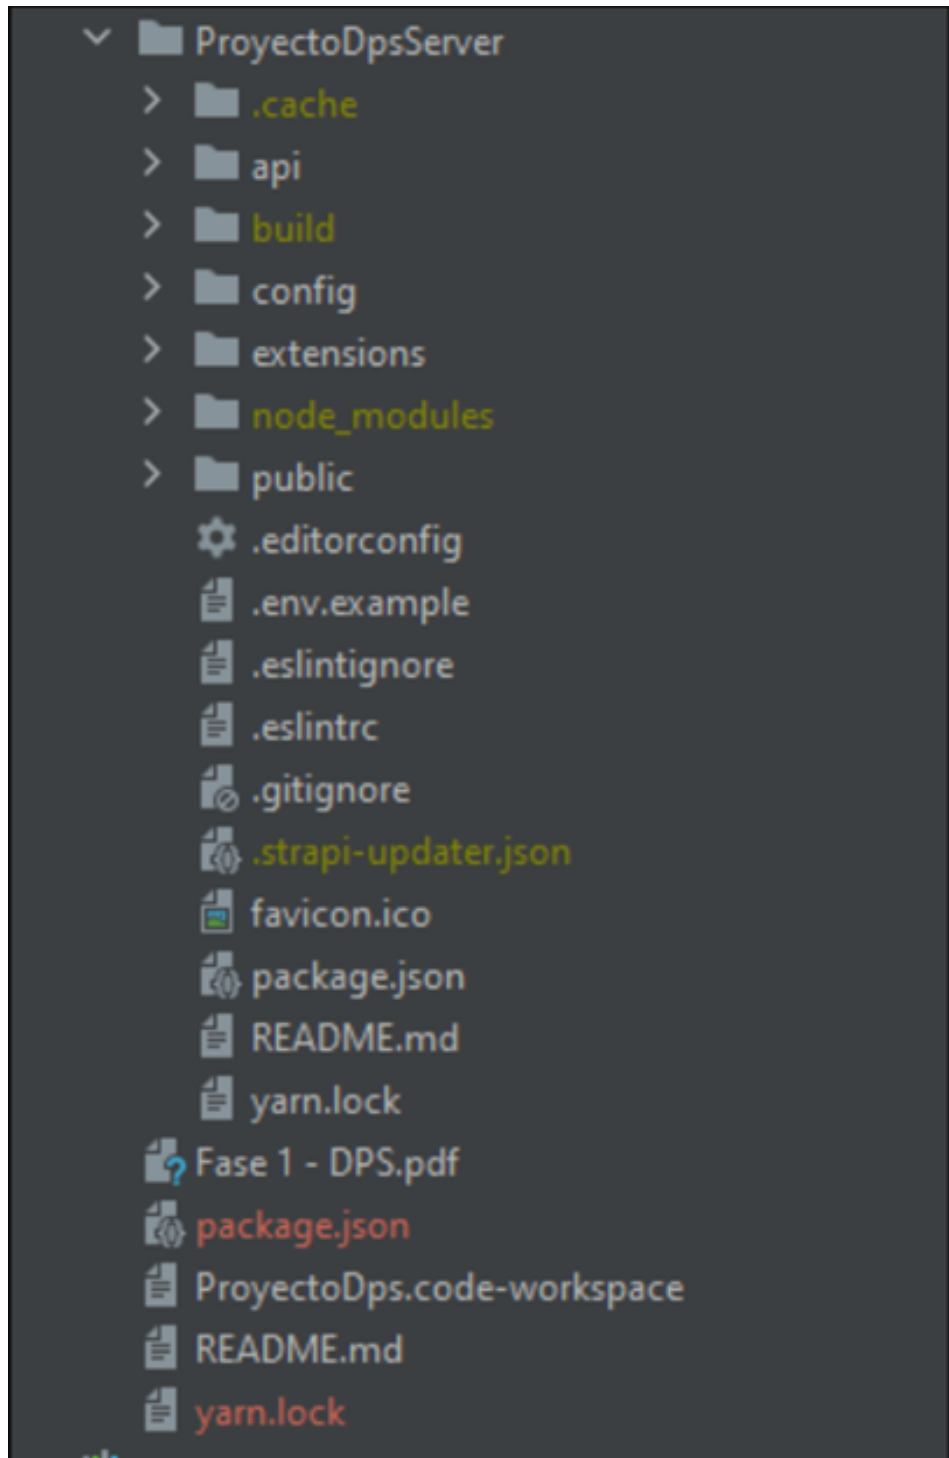 ProyectoDpsServer
.cache
api
build
config
extensions
node_modules
public
.editorconfig
.env.example
.eslintignore
.eslintrc
.gitignore
.strapi-updater.json
favicon.ico
package.json
README.md
yarn.lock
Fase 1 - DPS.pdf
package.json
ProyectoDps.code-workspace
README.md
yarn.lock